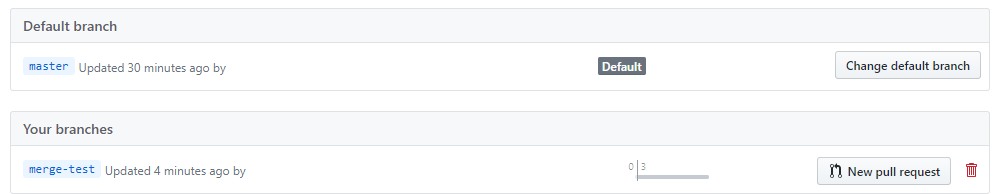 Default branch
master Updated 30 minutes ago by Default Change default branch
Your branches
merge-test Updated 4 minutes ago by 0 3 New pull request